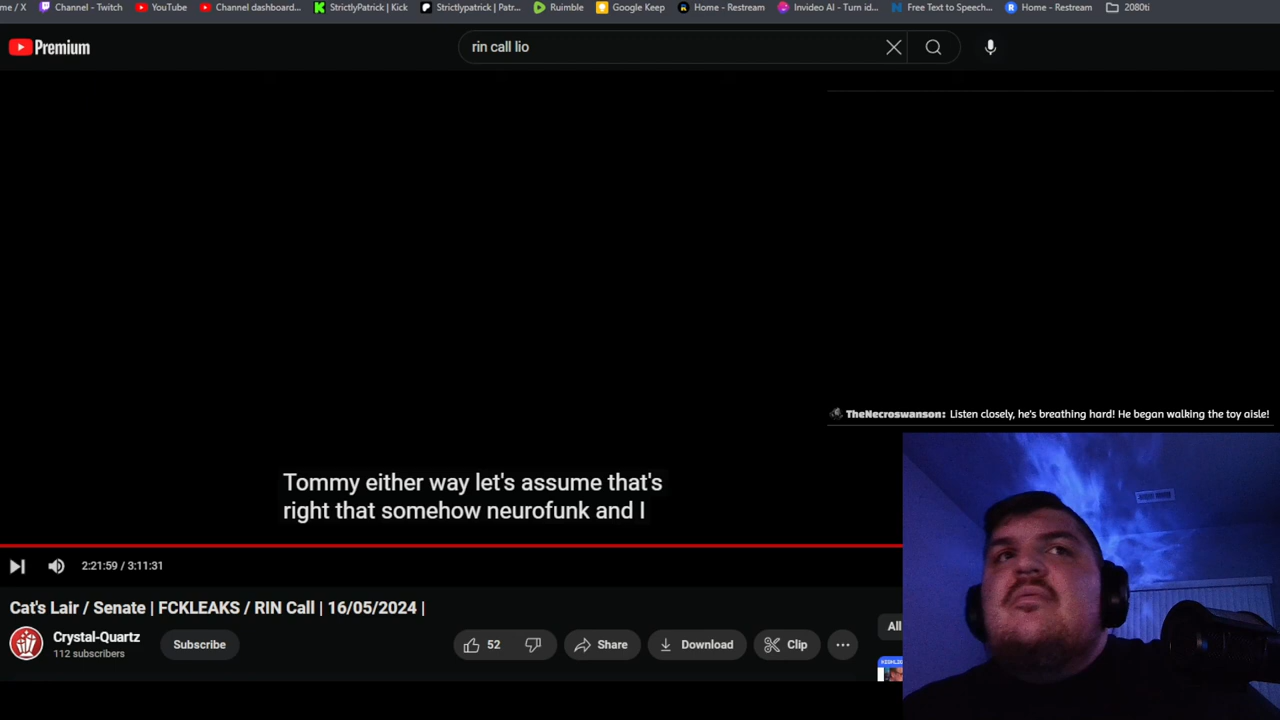 me / X Channel - Twitch YouTube Channel dashboard... StrictlyPatrick | Kick Strictlypatrick | Patr... Rumble Google Keep Home - Restream Invideo AI - Turn id... Free Text to Speech... Home - Restream 2080ti
Premium
rin call lio
TheNecroswanson: Listen closely, he's breathing hard! He began walking the toy aisle!
Tommy either way let's assume that's
right that somehow neurofunk and I
2:21:59 / 3:11:31
Cat's Lair / Senate | FCKLEAKS / RIN Call | 16/05/2024 |
All
Crystal-Quartz
112 subscribers
Subscribe
52
Share
Download
Clip